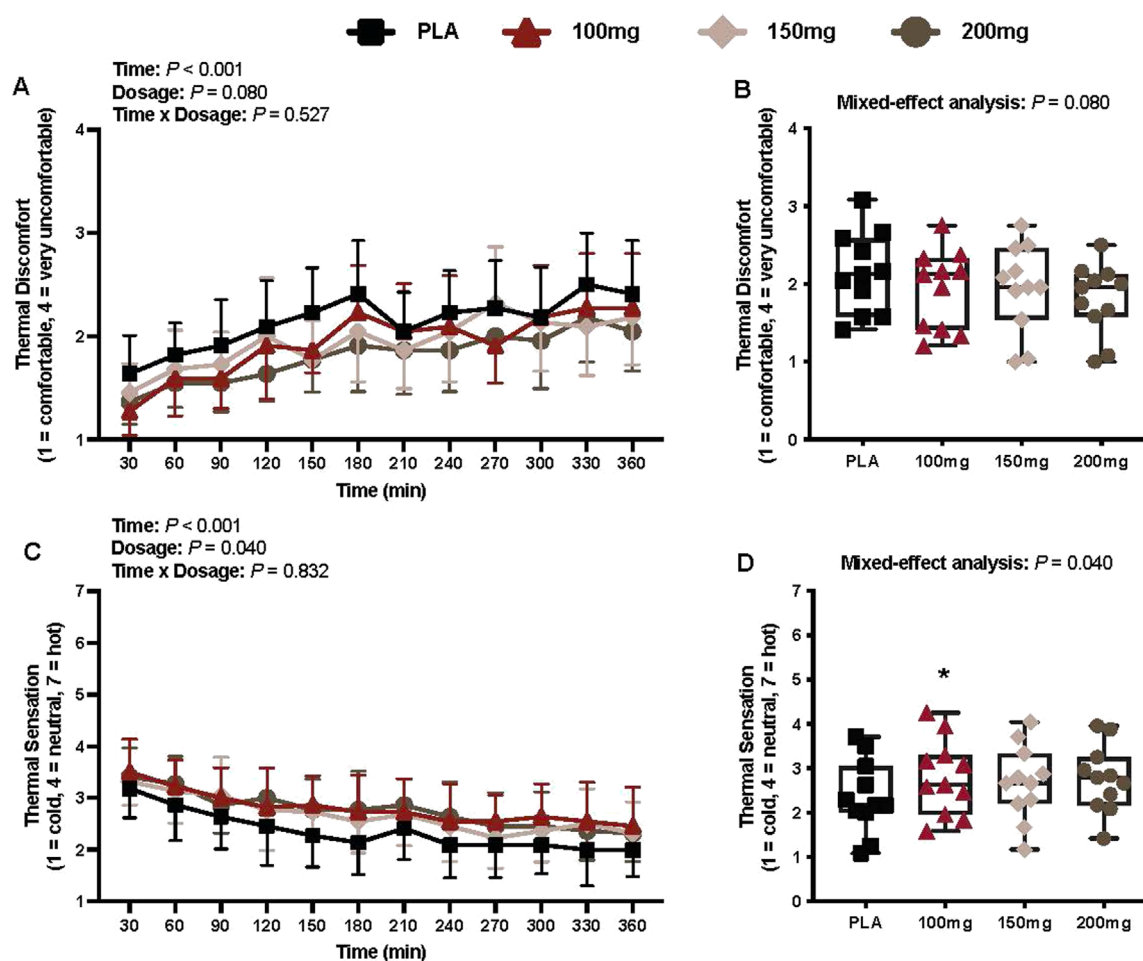 PLA 100mg 150mg 200mg
A
Time: P < 0.001
Dosage: P = 0.080
Time x Dosage: P = 0.527
Thermal Discomfort
(1 = comfortable, 4 = very uncomfortable)
4
3
2
1
30 60 90 120 150 180 210 240 270 300 330 360
Time (min)
B
Mixed-effect analysis: P = 0.080
Thermal Discomfort
(1 = comfortable, 4 = very uncomfortable)
4
3
2
1
0
PLA 100mg 150mg 200mg
C
Time: P < 0.001
Dosage: P = 0.040
Time x Dosage: P = 0.832
Thermal Sensation
(1 = cold, 4 = neutral, 7 = hot)
7
6
5
4
3
2
1
30 60 90 120 150 180 210 240 270 300 330 360
Time (min)
D
Mixed-effect analysis: P = 0.040
Thermal Sensation
(1 = cold, 4 = neutral, 7 = hot)
7
6
5
4
3
2
1
0
*
PLA 100mg 150mg 200mg